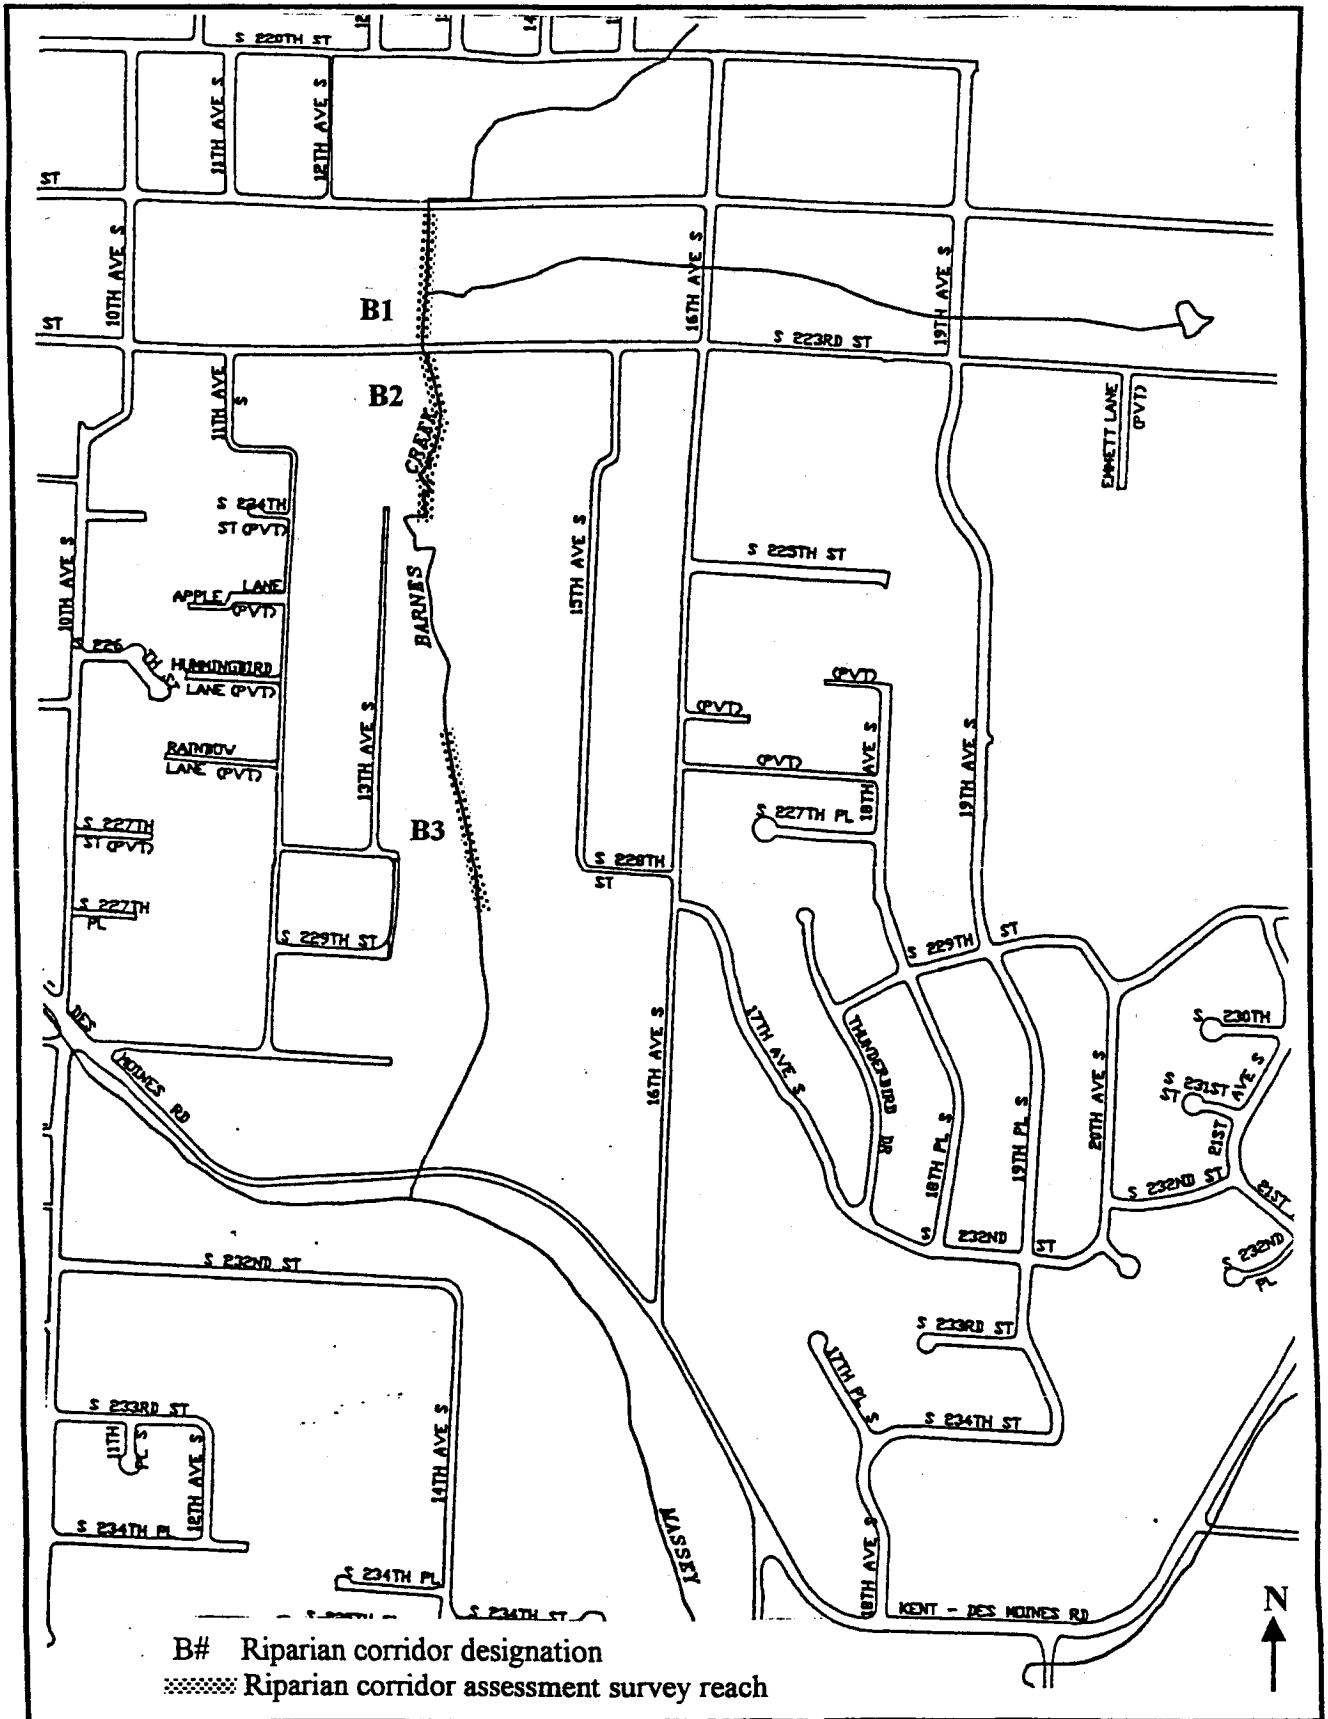 S 220TH ST
11TH AVE S
12TH AVE S
ST
10TH AVE S
B1
16TH AVE S
19TH AVE S
ST
S 223RD ST
11TH AVE
S
B2
CREEK
EMMETT LANE
(PVT)
S 224TH
ST (PVT)
10TH AVE S
15TH AVE S
S 225TH ST
APPLE LANE
(PVT)
BARNES
226
TH ST
HUMMINGBIRD
LANE (PVT)
(PVT)
(PVT)
13TH AVE S
18TH AVE S
19TH AVE S
RAINBOW
LANE (PVT)
(PVT)
S 227TH PL
B3
S 227TH
ST (PVT)
S 228TH
ST
S 227TH
PL
S 229TH ST
S 229TH ST
DES
MOINES RD
16TH AVE S
17TH AVE S
THUNDERBIRD DR
18TH PL S
19TH PL S
20TH AVE S
S 230TH
S 231ST
ST
21ST AVE S
S 232ND ST
21ST
S 232ND
PL
S 232ND ST
S 232ND ST
S 233RD ST
17TH PL S
S 234TH ST
S 233RD ST
11TH
PL S
12TH AVE S
14TH AVE S
S 234TH PL
MASSEY
18TH AVE S
S 234TH PL
S 234TH ST
KENT - DES MOINES RD
N
B# Riparian corridor designation
Riparian corridor assessment survey reach